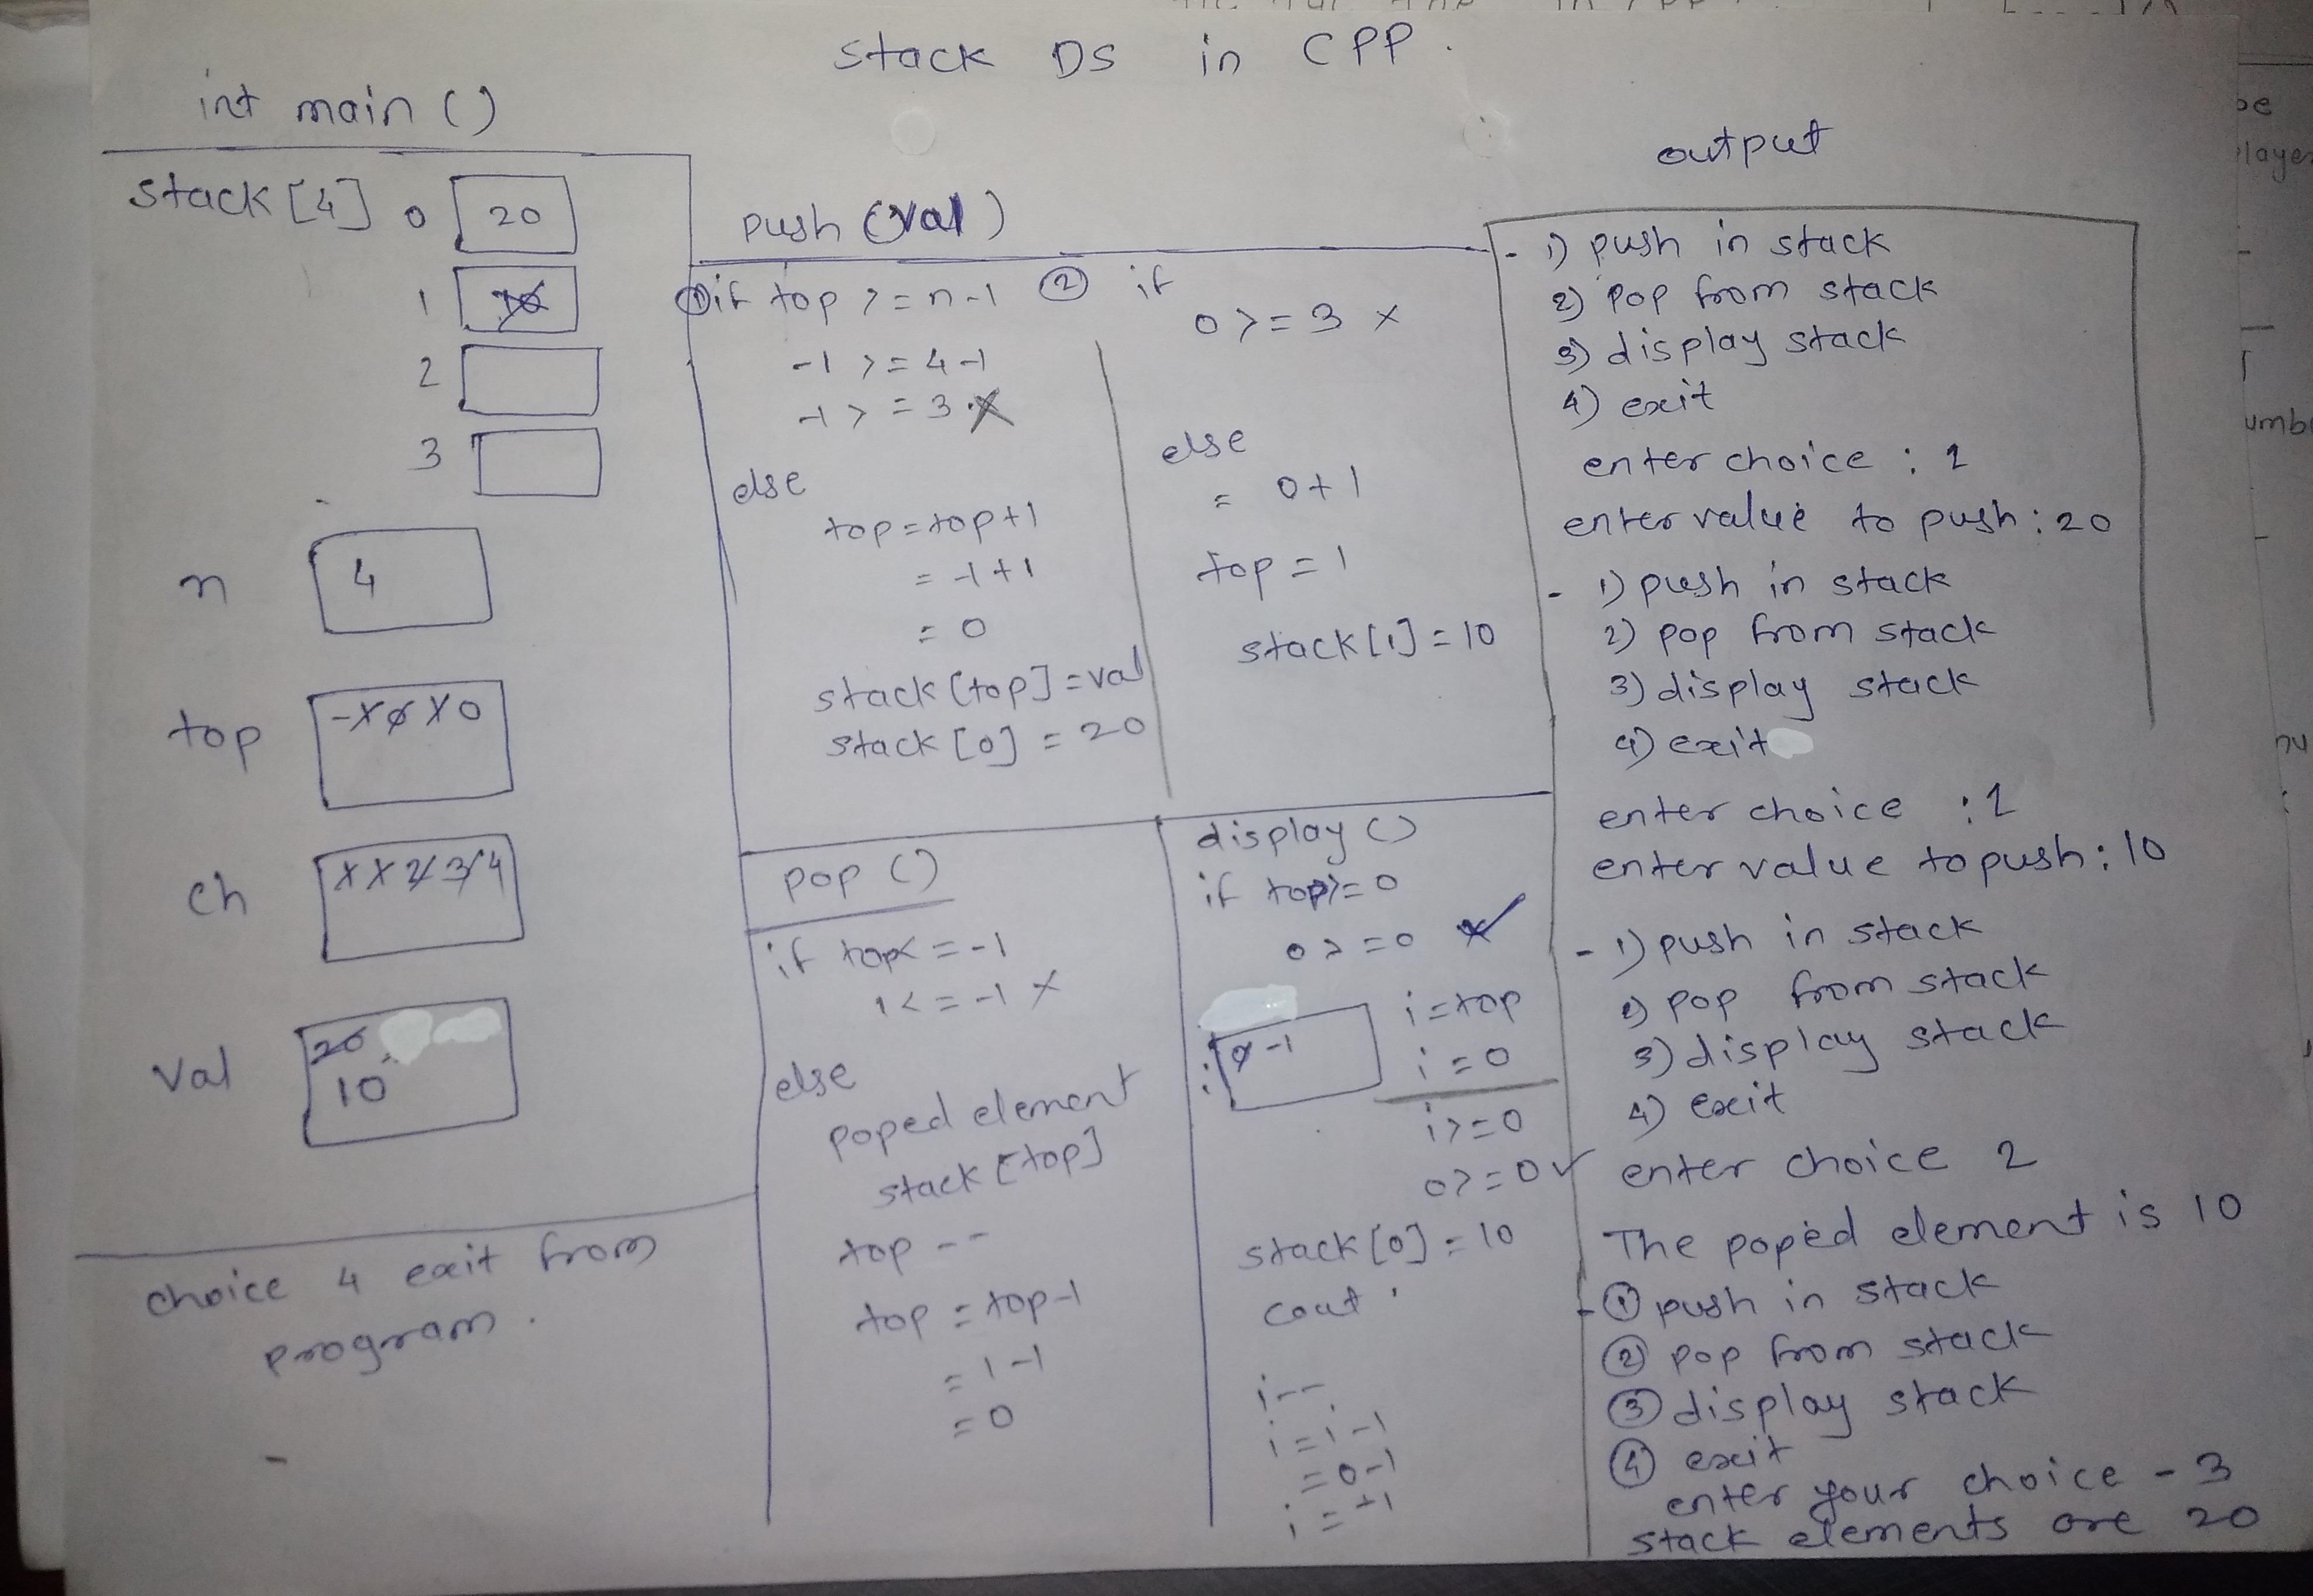 stack DS in CPP.
int main ()
stack [4] 0 20
1 10
2
3
n 4
top -1 0 1 0
ch 1 1 2 3 4
val 20
10
choice 4 exit from
program.
push (val)
① if top >= n-1
-1 >= 4-1
-1 >= 3 x
else
top = top+1
= -1+1
= 0
stack [top] = val
stack [0] = 20
② if
0 >= 3 x
else
= 0+1
top = 1
stack [1] = 10
pop ()
if top <= -1
1 <= -1 x
else
poped element
stack [top]
top --
top = top-1
= 1-1
= 0
display ()
if top >= 0
0 >= 0 ✓
i = top
i 0 -1
i = 0
i >= 0
0 >= 0 ✓
stack [0] = 10
cout
i--
i = i-1
= 0-1
output
- 1) push in stack
2) pop from stack
3) display stack
4) exit
enter choice : 1
enter value to push : 20
- 1) push in stack
2) pop from stack
3) display stack
4) exit
enter choice : 1
enter value to push : 10
- 1) push in stack
2) pop from stack
3) display stack
4) exit
enter choice 2
The poped element is 10
- ① push in stack
② pop from stack
③ display stack
④ exit
enter your choice - 3
stack elements are 20